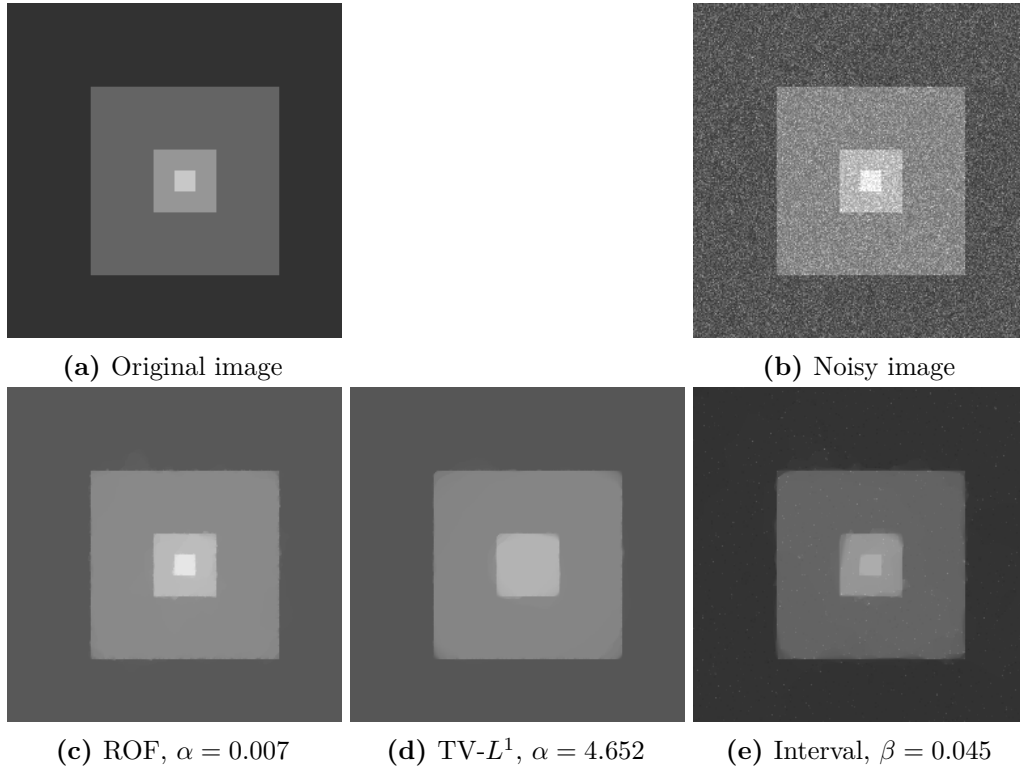 (a) Original image
(b) Noisy image
(c) ROF, α = 0.007
(d) TV-L¹, α = 4.652
(e) Interval, β = 0.045